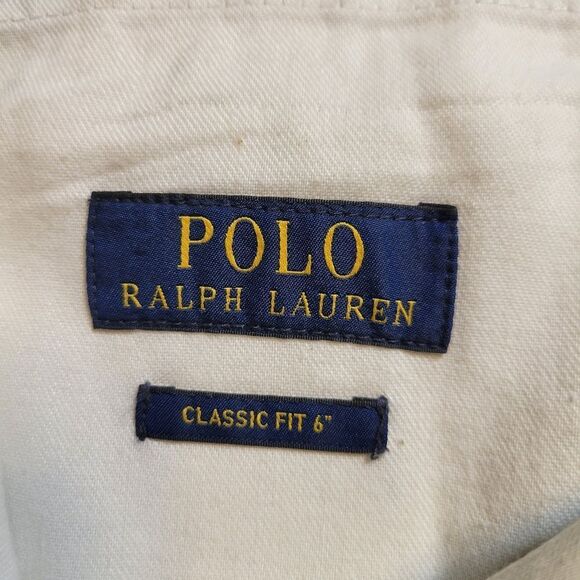 POLO
RALPH LAUREN
CLASSIC FIT 6"